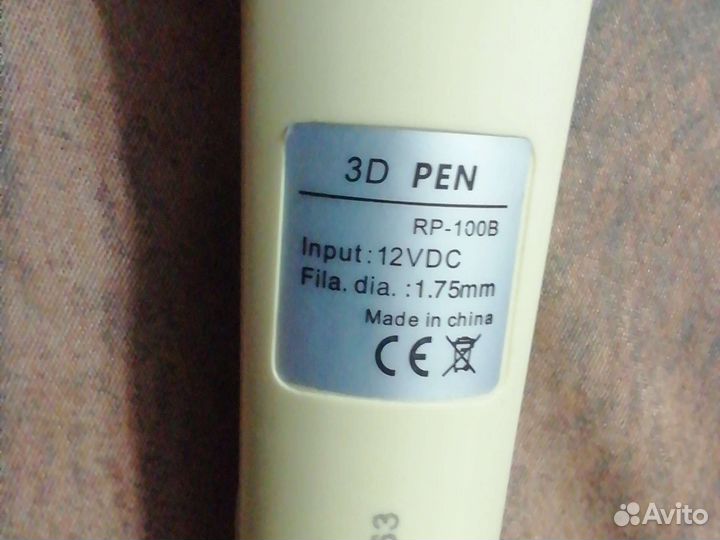 3D PEN
RP-100B
Input:12VDC
Fila. dia. :1.75mm
Made in china
CE
Avito